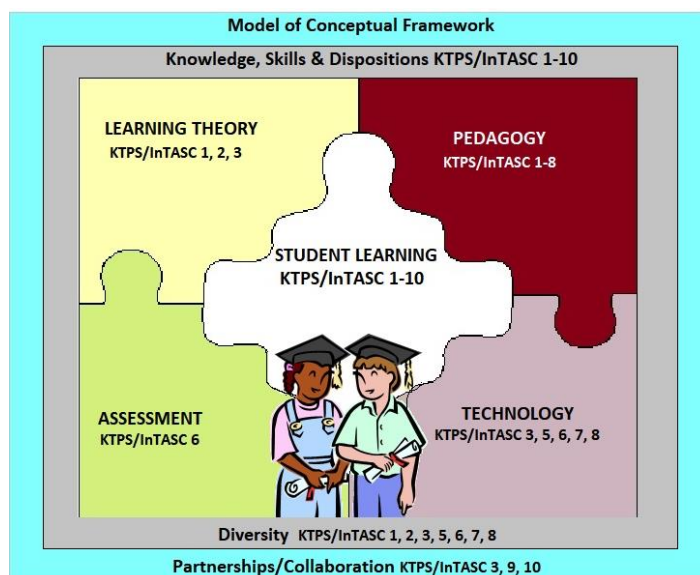 Model of Conceptual Framework
Knowledge, Skills & Dispositions KTPS/InTASC 1-10
LEARNING THEORY
KTPS/InTASC 1, 2, 3
PEDAGOGY
KTPS/InTASC 1-8
STUDENT LEARNING
KTPS/InTASC 1-10
ASSESSMENT
KTPS/InTASC 6
TECHNOLOGY
KTPS/InTASC 3, 5, 6, 7, 8
Diversity KTPS/InTASC 1, 2, 3, 5, 6, 7, 8
Partnerships/Collaboration KTPS/InTASC 3, 9, 10